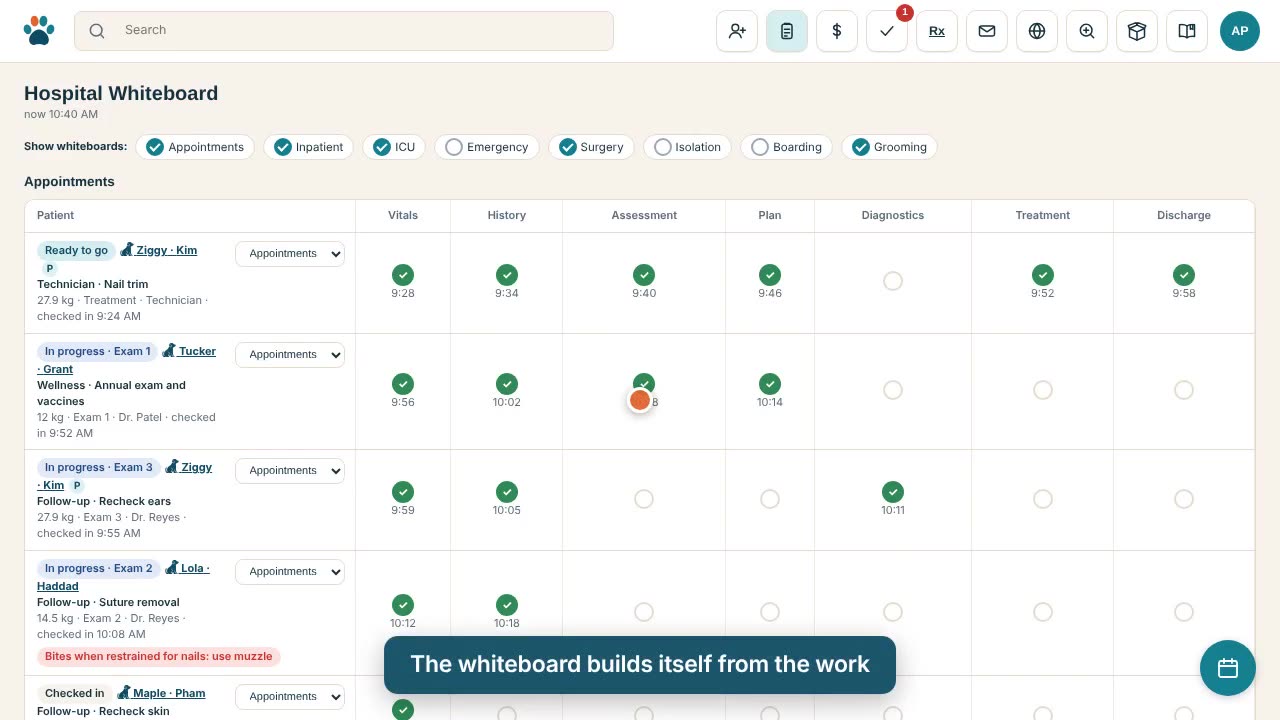 Search
1
$
Rx
AP
Hospital Whiteboard
now 10:40 AM
Show whiteboards: Appointments Inpatient ICU Emergency Surgery Isolation Boarding Grooming
Appointments
Patient Vitals History Assessment Plan Diagnostics Treatment Discharge
Ready to go Ziggy · Kim
P
Technician · Nail trim
27.9 kg · Treatment · Technician ·
checked in 9:24 AM
Appointments
9:28 9:34 9:40 9:46 9:52 9:58
In progress · Exam 1 Tucker
· Grant
Wellness · Annual exam and
vaccines
12 kg · Exam 1 · Dr. Patel · checked
in 9:52 AM
Appointments
9:56 10:02 8 10:14
In progress · Exam 3 Ziggy
· Kim P
Follow-up · Recheck ears
27.9 kg · Exam 3 · Dr. Reyes ·
checked in 9:55 AM
Appointments
9:59 10:05 10:11
In progress · Exam 2 Lola ·
Haddad
Follow-up · Suture removal
14.5 kg · Exam 2 · Dr. Reyes ·
checked in 10:08 AM
Bites when restrained for nails: use muzzle
Appointments
10:12 10:18
Checked in Maple · Pham
Follow-up · Recheck skin
Appointments
The whiteboard builds itself from the work